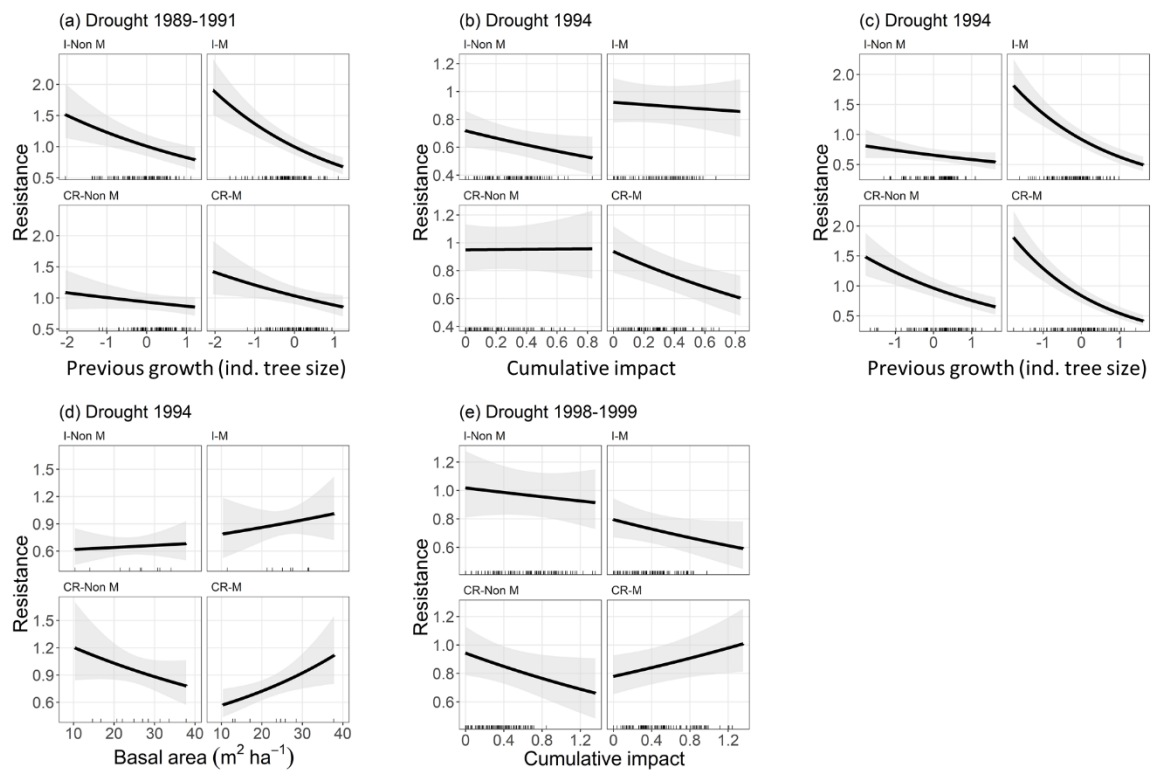 (a) Drought 1989-1991
I-Non M
I-M
2.0
1.5
1.0
0.5
CR-Non M
CR-M
2.0
1.5
1.0
0.5
-2 -1 0 1
-2 -1 0 1
Resistance
Previous growth (ind. tree size)
(b) Drought 1994
I-Non M
I-M
1.2
1
0.8
0.6
0.4
CR-Non M
CR-M
1.2
1
0.8
0.6
0.4
0 0.2 0.4 0.6 0.8
0 0.2 0.4 0.6 0.8
Resistance
Cumulative impact
(c) Drought 1994
I-Non M
I-M
2.0
1.5
1.0
0.5
CR-Non M
CR-M
2.0
1.5
1.0
0.5
-1 0 1
-1 0 1
Resistance
Previous growth (ind. tree size)
(d) Drought 1994
I-Non M
I-M
1.5
1.2
0.9
0.6
CR-Non M
CR-M
1.5
1.2
0.9
0.6
10 20 30 40
10 20 30 40
Resistance
Basal area (m² ha⁻¹)
(e) Drought 1998-1999
I-Non M
I-M
1.2
1.0
0.8
0.6
CR-Non M
CR-M
1.2
1.0
0.8
0.6
0 0.4 0.8 1.2
0 0.4 0.8 1.2
Resistance
Cumulative impact